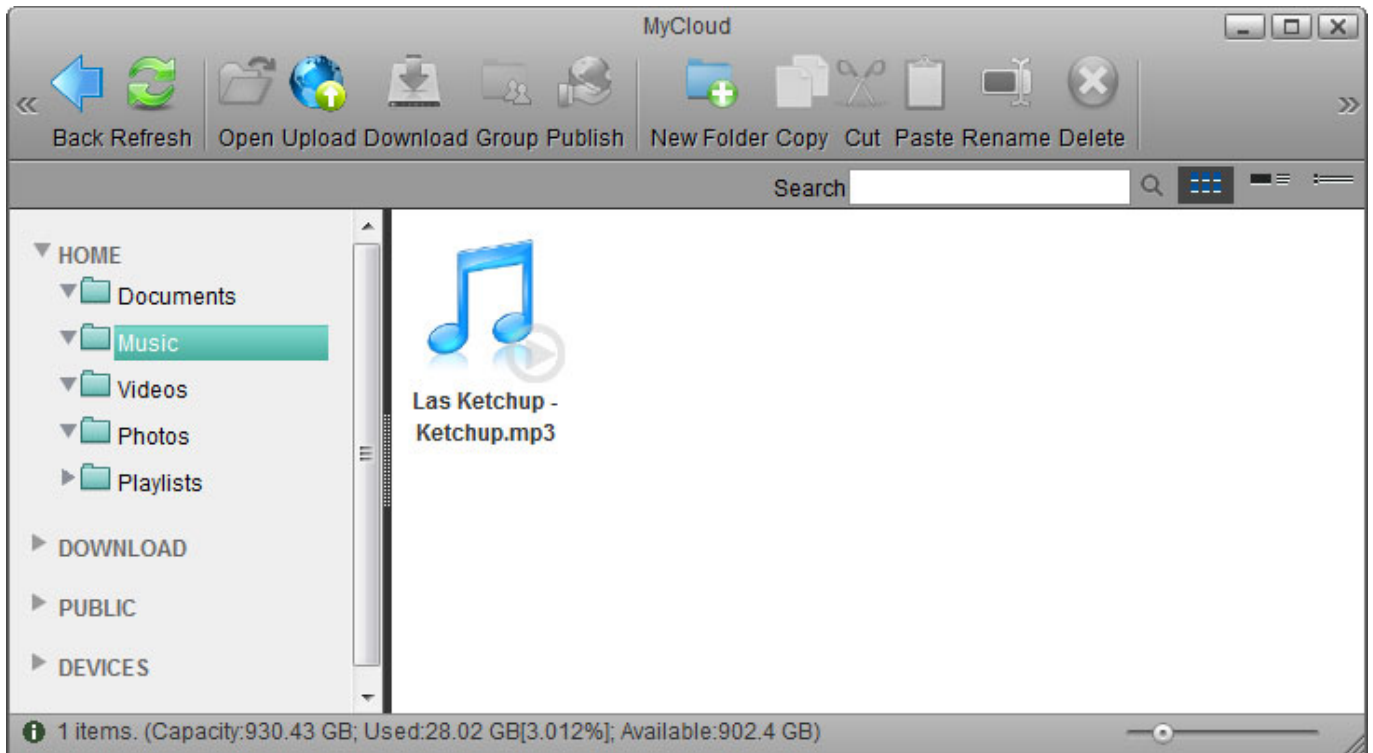 MyCloud
Back Refresh Open Upload Download Group Publish New Folder Copy Cut Paste Rename Delete
Search
HOME
Documents
Music
Videos
Photos
Playlists
DOWNLOAD
PUBLIC
DEVICES
Las Ketchup -
Ketchup.mp3
1 items. (Capacity:930.43 GB; Used:28.02 GB[3.012%]; Available:902.4 GB)